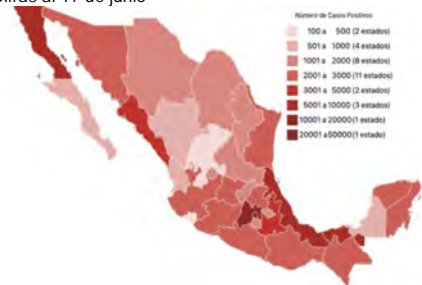 cifras al 17 de junio
Número de Casos Positivos
100 a 500 (2 estados)
501 a 1000 (4 estados)
1001 a 2000 (8 estados)
2001 a 3000 (11 estados)
3001 a 5000 (2 estados)
5001 a 10000 (3 estados)
10001 a 20000 (1 estado)
20001 a 50000 (1 estado)